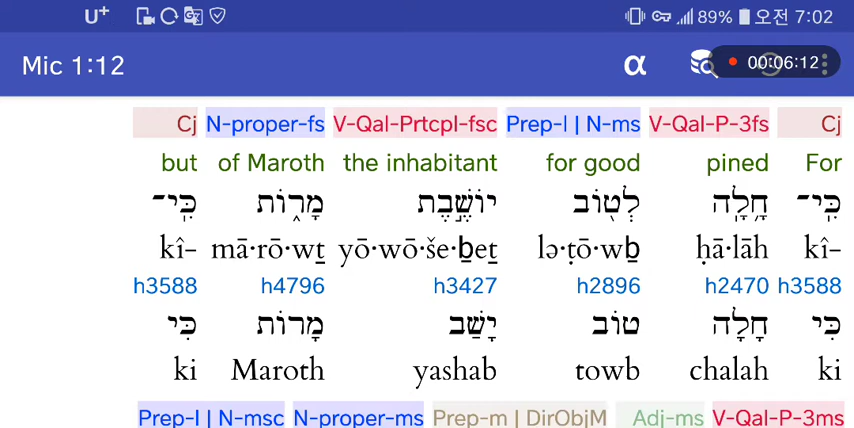 U+ 89% 오전 7:02
Mic 1:12 α 00:06:12
Cj N-proper-fs V-Qal-Prtcpl-fsc Prep-l | N-ms V-Qal-P-3fs Cj
but of Maroth the inhabitant for good pined For
כִּֽי־ חָ֥לָֽה לְט֖וֹב יוֹשֶׁ֣בֶת מָר֑וֹת כִּֽי־
kî- mā·rō·wṯ yō·wō·še·ḇeṯ lə·ṭō·wḇ ḥā·lāh kî-
h3588 h4796 h3427 h2896 h2470 h3588
כִּי חָלָה טוֹב יָשַׁב מָרוֹת כִּי
ki Maroth yashab towb chalah ki
Prep-l | N-msc N-proper-ms Prep-m | DirObjM Adj-ms V-Qal-P-3ms